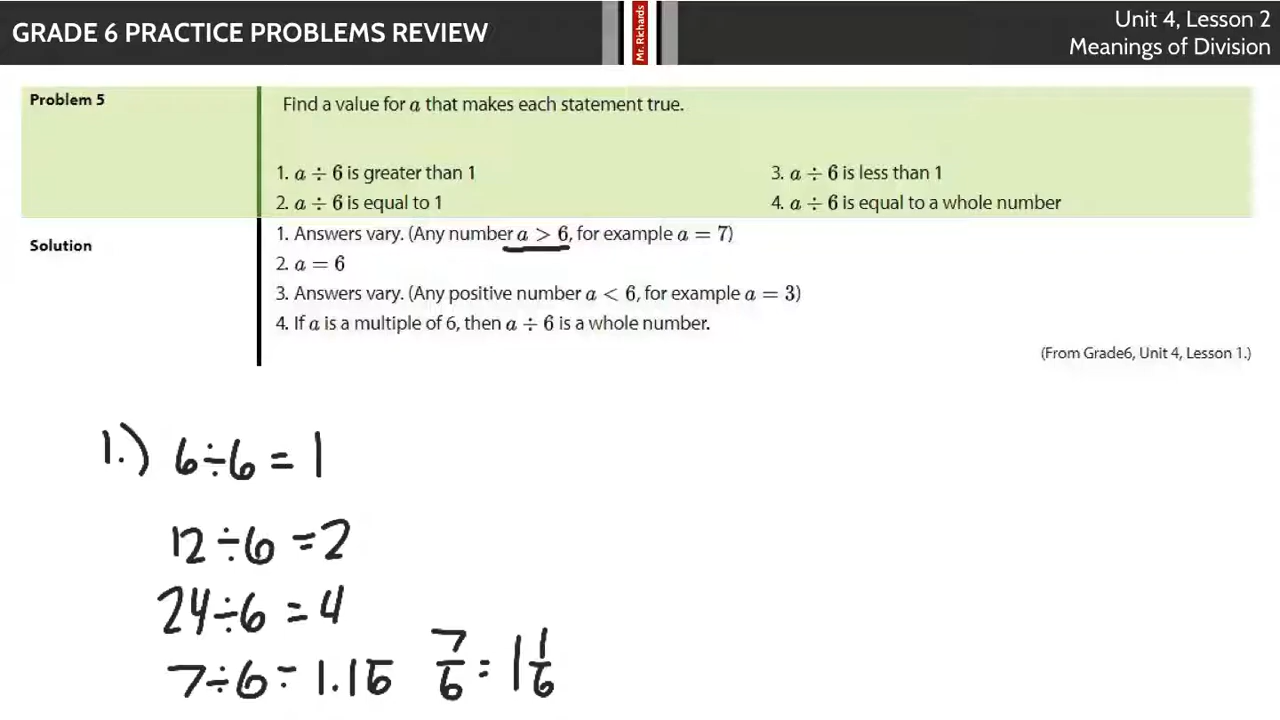 GRADE 6 PRACTICE PROBLEMS REVIEW
Mr. Richards
Unit 4, Lesson 2
Meanings of Division
Problem 5
Find a value for a that makes each statement true.
1. a ÷ 6 is greater than 1
2. a ÷ 6 is equal to 1
3. a ÷ 6 is less than 1
4. a ÷ 6 is equal to a whole number
Solution
1. Answers vary. (Any number a > 6, for example a = 7)
2. a = 6
3. Answers vary. (Any positive number a < 6, for example a = 3)
4. If a is a multiple of 6, then a ÷ 6 is a whole number.
(From Grade6, Unit 4, Lesson 1.)
1.) 6÷6 = 1
12÷6 = 2
24÷6 = 4
7÷6 = 1.16̅ 7/6 = 1 1/6